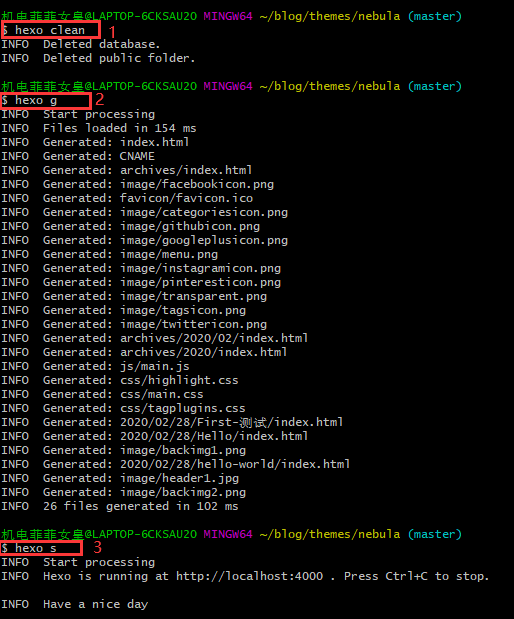 机电菲菲女皇@LAPTOP-6CKSAU2O MINGW64 ~/blog/themes/nebula (master)
$ hexo clean 1
INFO  Deleted database.
INFO  Deleted public folder.
机电菲菲女皇@LAPTOP-6CKSAU2O MINGW64 ~/blog/themes/nebula (master)
$ hexo g 2
INFO  Start processing
INFO  Files loaded in 154 ms
INFO  Generated: index.html
INFO  Generated: CNAME
INFO  Generated: archives/index.html
INFO  Generated: image/facebookicon.png
INFO  Generated: favicon/favicon.ico
INFO  Generated: image/categoriesicon.png
INFO  Generated: image/githubicon.png
INFO  Generated: image/googleplusicon.png
INFO  Generated: image/menu.png
INFO  Generated: image/instagramicon.png
INFO  Generated: image/pinteresticon.png
INFO  Generated: image/transparent.png
INFO  Generated: image/tagsicon.png
INFO  Generated: image/twittericon.png
INFO  Generated: archives/2020/02/index.html
INFO  Generated: archives/2020/index.html
INFO  Generated: js/main.js
INFO  Generated: css/highlight.css
INFO  Generated: css/main.css
INFO  Generated: css/tagplugins.css
INFO  Generated: 2020/02/28/First-测试/index.html
INFO  Generated: 2020/02/28/Hello/index.html
INFO  Generated: image/backimg1.png
INFO  Generated: 2020/02/28/hello-world/index.html
INFO  Generated: image/header1.jpg
INFO  Generated: image/backimg2.png
INFO  26 files generated in 102 ms
机电菲菲女皇@LAPTOP-6CKSAU2O MINGW64 ~/blog/themes/nebula (master)
$ hexo s 3
INFO  Start processing
INFO  Hexo is running at http://localhost:4000 . Press Ctrl+C to stop.
INFO  Have a nice day